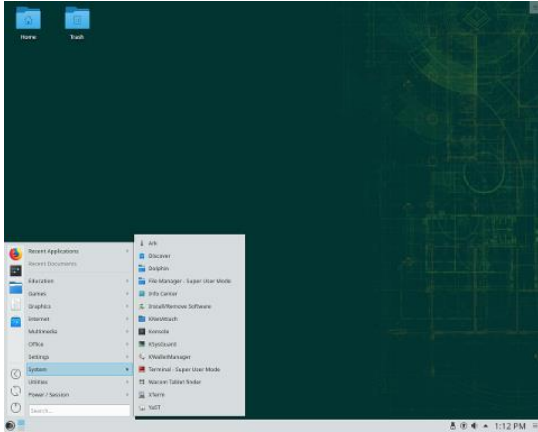 Home
Trash
Recent Applications
Recent Documents
Education
Games
Graphics
Internet
Multimedia
Office
Settings
System
Utilities
Power / Session
Search...
Ark
Discover
Dolphin
File Manager - Super User Mode
Info Center
Install/Remove Software
KNetAttach
Konsole
KSysGuard
KWalletManager
Terminal - Super User Mode
Wacom Tablet finder
XTerm
YaST
1:12 PM